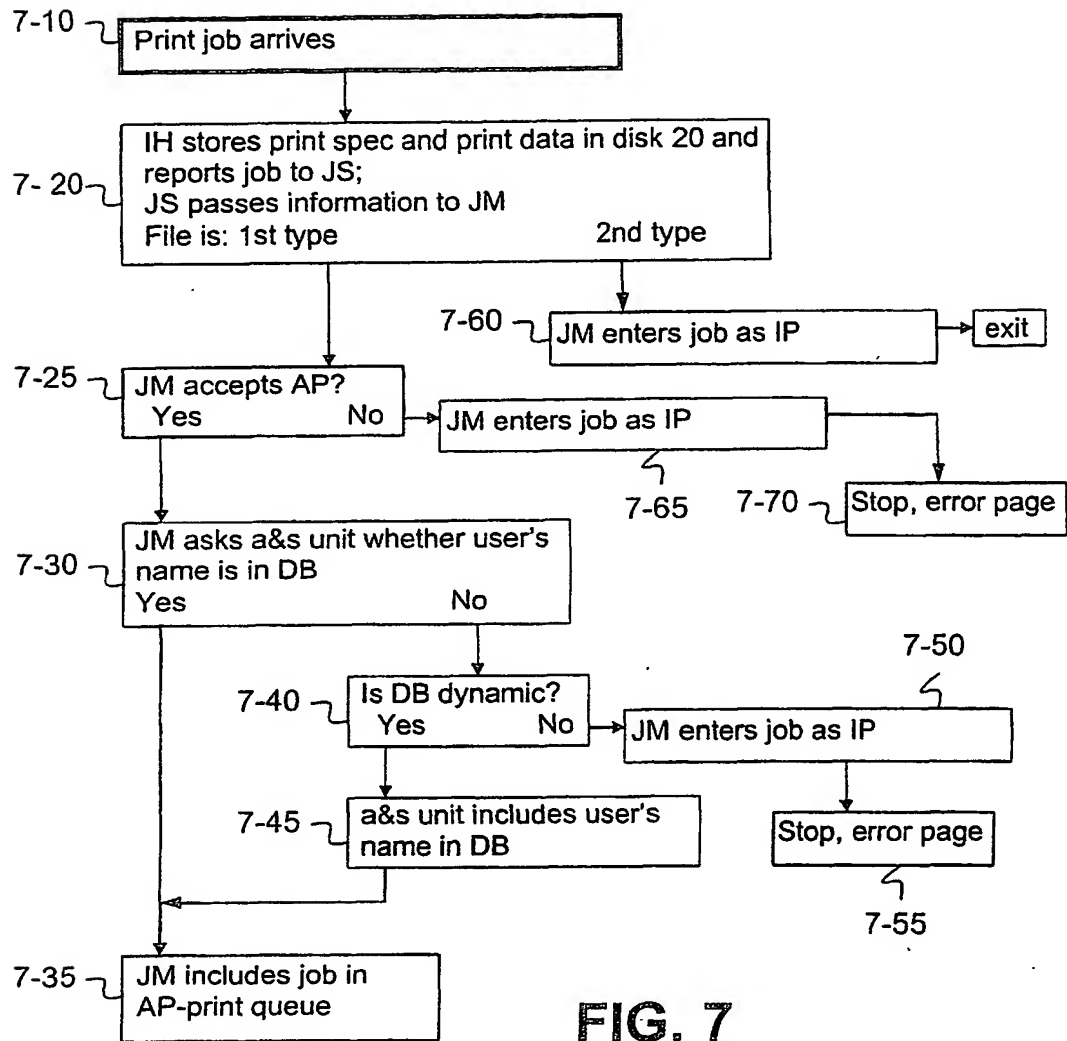 7-10
Print job arrives
IH stores print spec and print data in disk 20 and
reports job to JS;
7- 20
JS passes information to JM
File is: 1st type 2nd type
7-60
JM enters job as IP
exit
7-25
JM accepts AP?
Yes No
JM enters job as IP
7-65
7-70
Stop, error page
7-30
JM asks a&s unit whether user's
name is in DB
Yes No
7-50
7-40
Is DB dynamic?
Yes No
JM enters job as IP
7-45
a&s unit includes user's
name in DB
Stop, error page
7-55
7-35
JM includes job in
AP-print queue
FIG. 7